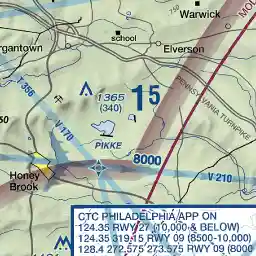 Warwick
school
Elverson
rgantown
1365
(340)
15
T 356
V 170
PENNSYLVANIA TURNPIKE
PIKKE
8000
Honey
Brook
V 210
CTC PHILADELPHIA APP ON
124.35 RWY 27 (10,000 & BELOW)
124.35 319.15 RWY 09 (8500-10,000)
128.4 272.575 273.575 RWY 09 (8000